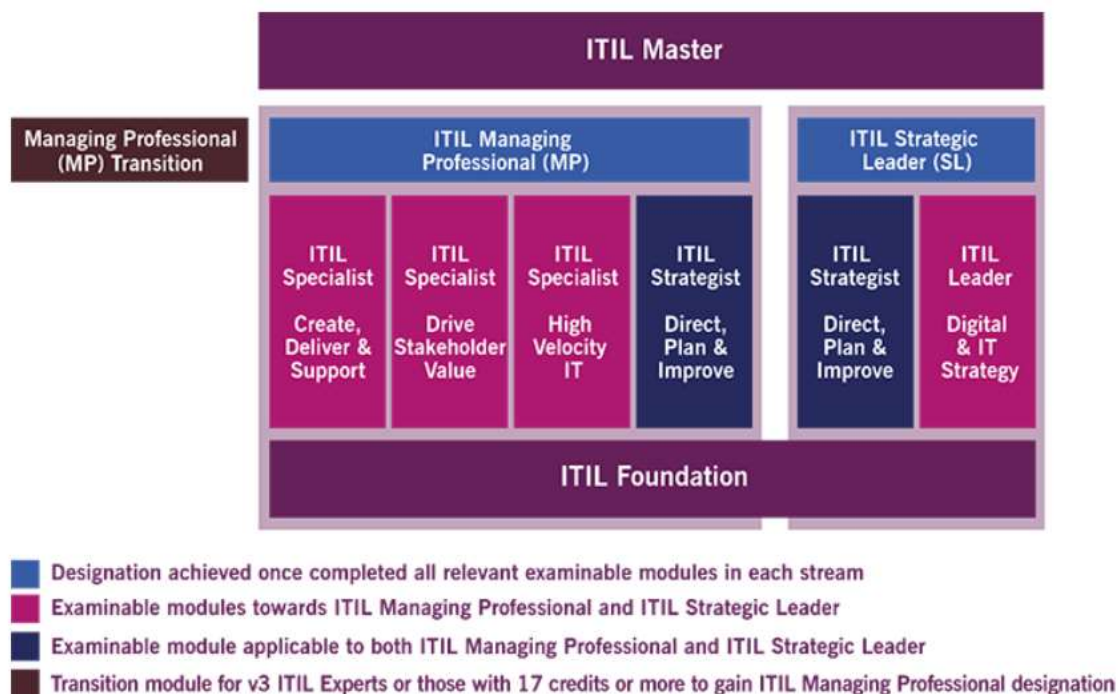 ITIL Master
Managing Professional
(MP) Transition
ITIL Managing
Professional (MP)
ITIL Strategic
Leader (SL)
ITIL
Specialist
Create,
Deliver &
Support
ITIL
Specialist
Drive
Stakeholder
Value
ITIL
Specialist
High
Velocity
IT
ITIL
Strategist
Direct,
Plan &
Improve
ITIL
Strategist
Direct,
Plan &
Improve
ITIL
Leader
Digital
& IT
Strategy
ITIL Foundation
Designation achieved once completed all relevant examinable modules in each stream
Examinable modules towards ITIL Managing Professional and ITIL Strategic Leader
Examinable module applicable to both ITIL Managing Professional and ITIL Strategic Leader
Transition module for v3 ITIL Experts or those with 17 credits or more to gain ITIL Managing Professional designation